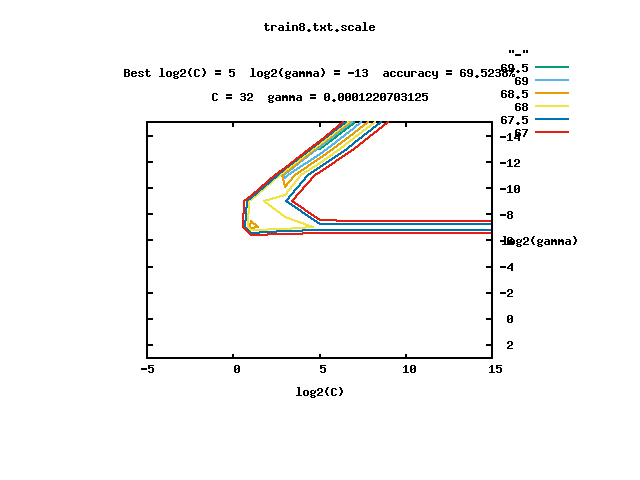 train8.txt.scale
"-"
Best log2(C) = 5 log2(gamma) = -13 accuracy = 69.5238%
69.5
69
C = 32 gamma = 0.0001220703125
68.5
68
67.5
67
-14
-12
-10
-8
-6
log2(gamma)
-4
-2
0
2
-5 0 5 10 15
log2(C)